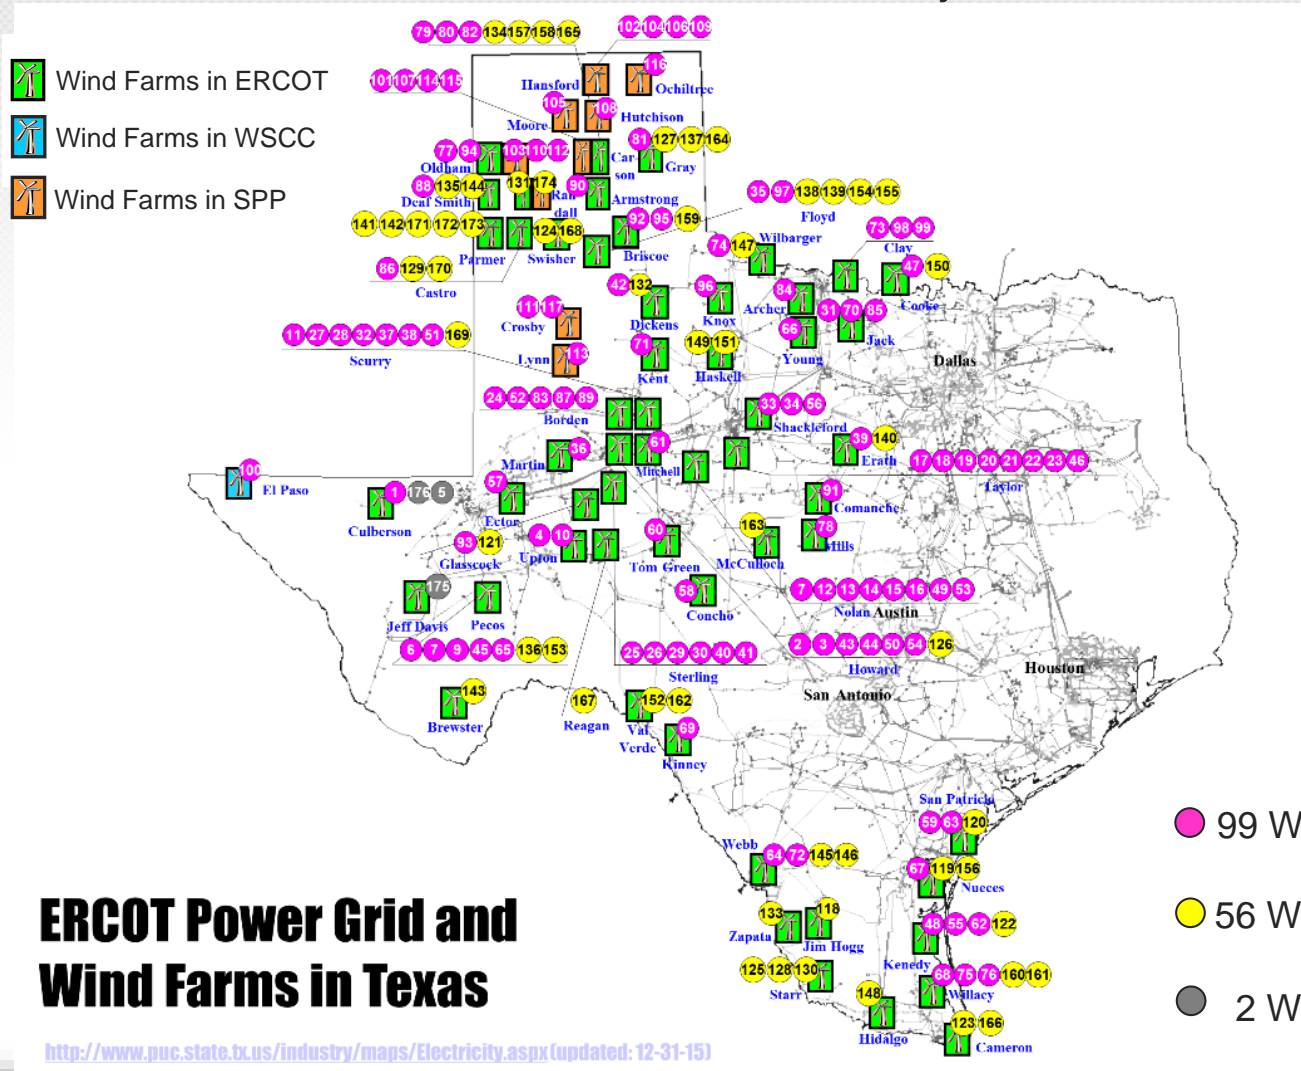 79 80 82 134 157 158 165
102 104 106 109
Wind Farms in ERCOT
101 107 114 115
Hansford
116
Ochiltree
105
108
Moore
Hutchison
Wind Farms in WSCC
77 94
103 110 112
81 127 137 164
Oldham
Car-
son
Gray
Wind Farms in SPP
88 135 144
131 174
90
Deaf Smith
Ran
dall
Armstrong
35 97 138 139 154 155
Floyd
141 142 171 172 173
124 168
92 95 159
Parmer
Swisher
Briscoe
74 147
Wilbarger
73 98 99
Clay
86 129 170
Castro
47 150
Cooke
42 132
Dickens
96
Knox
84
Archer
31 70 85
Jack
111 117
Crosby
66
Young
11 27 28 32 37 38 51 169
Scurry
Lynn
113
71
Kent
149 151
Haskell
Dallas
24 52 83 87 89
Borden
33 34 56
Shackleford
Martin
36
61
Mitchell
39 140
Erath
17 18 19 20 21 22 23 46
Taylor
100
El Paso
1 176 5
Culberson
57
Ector
91
Comanche
93 121
Glasscock
4 10
Upton
60
Tom Green
163
McCulloch
78
Mills
175
Jeff Davis
Pecos
58
Concho
7 12 13 14 15 16 49 53
Nolan
Austin
6 7 9 45 65 136 153
25 26 29 30 40 41
Sterling
2 3 43 44 50 54 126
Howard
Houston
San Antonio
143
Brewster
167
Reagan
152 162
Val
Verde
69
Kinney
San Patricio
59 63 120
99 W
Webb
64 72 145 146
67 119 156
Nueces
ERCOT Power Grid and
Wind Farms in Texas
133
Zapata
118
Jim Hogg
48 55 62 122
Kenedy
56 W
125 128 130
Starr
68 75 76 160 161
Willacy
148
Hidalgo
2 W
123 166
Cameron
http://www.puc.state.tx.us/industry/maps/Electricity.aspx(updated: 12-31-15)